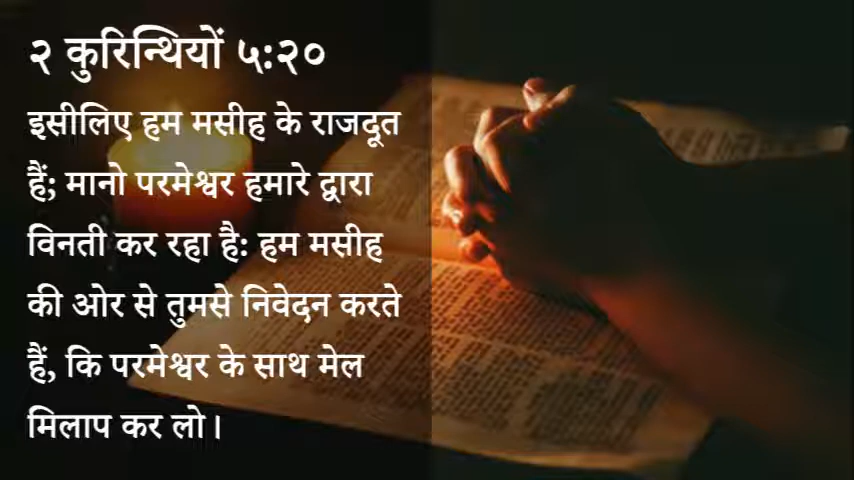 २ कुरिन्थियों ५:२०
इसीलिए हम मसीह के राजदूत
हैं; मानो परमेश्वर हमारे द्वारा
विनती कर रहा है: हम मसीह
की ओर से तुमसे निवेदन करते
हैं, कि परमेश्वर के साथ मेल
मिलाप कर लो।